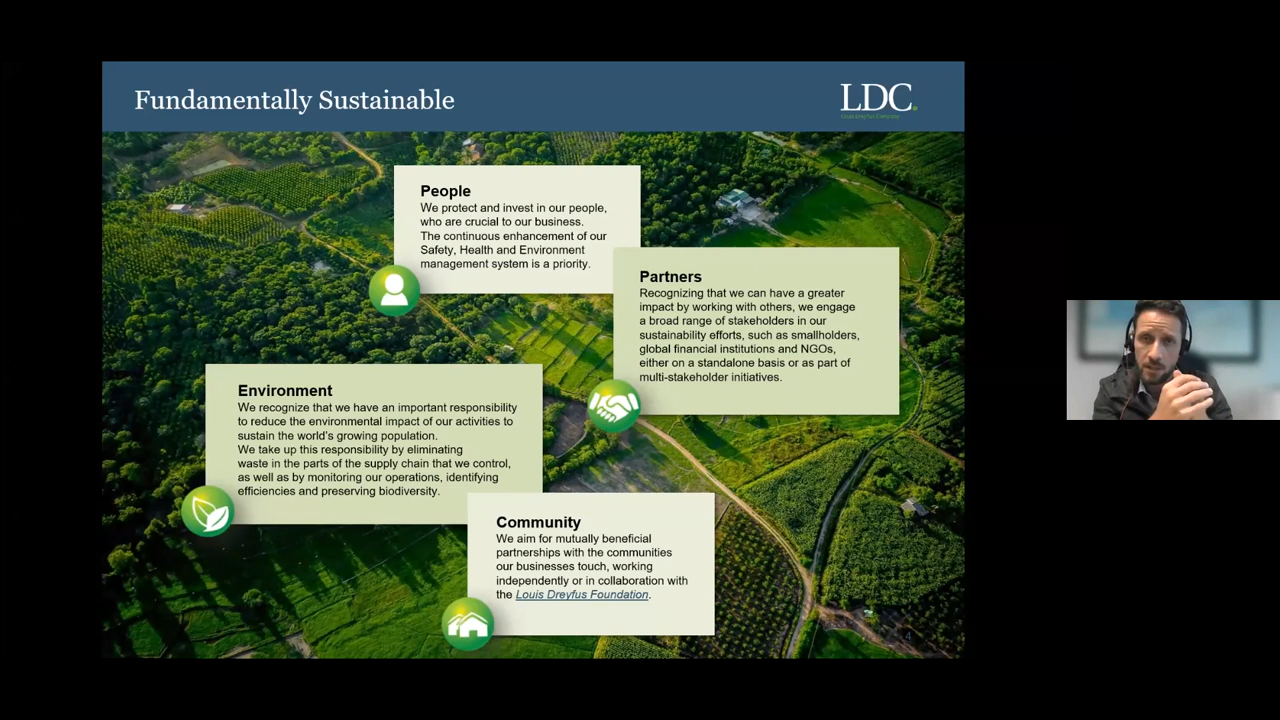 Fundamentally Sustainable
LDC.
Louis Dreyfus Company
People
We protect and invest in our people,
who are crucial to our business.
The continuous enhancement of our
Safety, Health and Environment
management system is a priority.
Partners
Recognizing that we can have a greater
impact by working with others, we engage
a broad range of stakeholders in our
sustainability efforts, such as smallholders,
global financial institutions and NGOs,
either on a standalone basis or as part of
multi-stakeholder initiatives.
Environment
We recognize that we have an important responsibility
to reduce the environmental impact of our activities to
sustain the world's growing population.
We take up this responsibility by eliminating
waste in the parts of the supply chain that we control,
as well as by monitoring our operations, identifying
efficiencies and preserving biodiversity.
Community
We aim for mutually beneficial
partnerships with the communities
our businesses touch, working
independently or in collaboration with
the Louis Dreyfus Foundation.
4